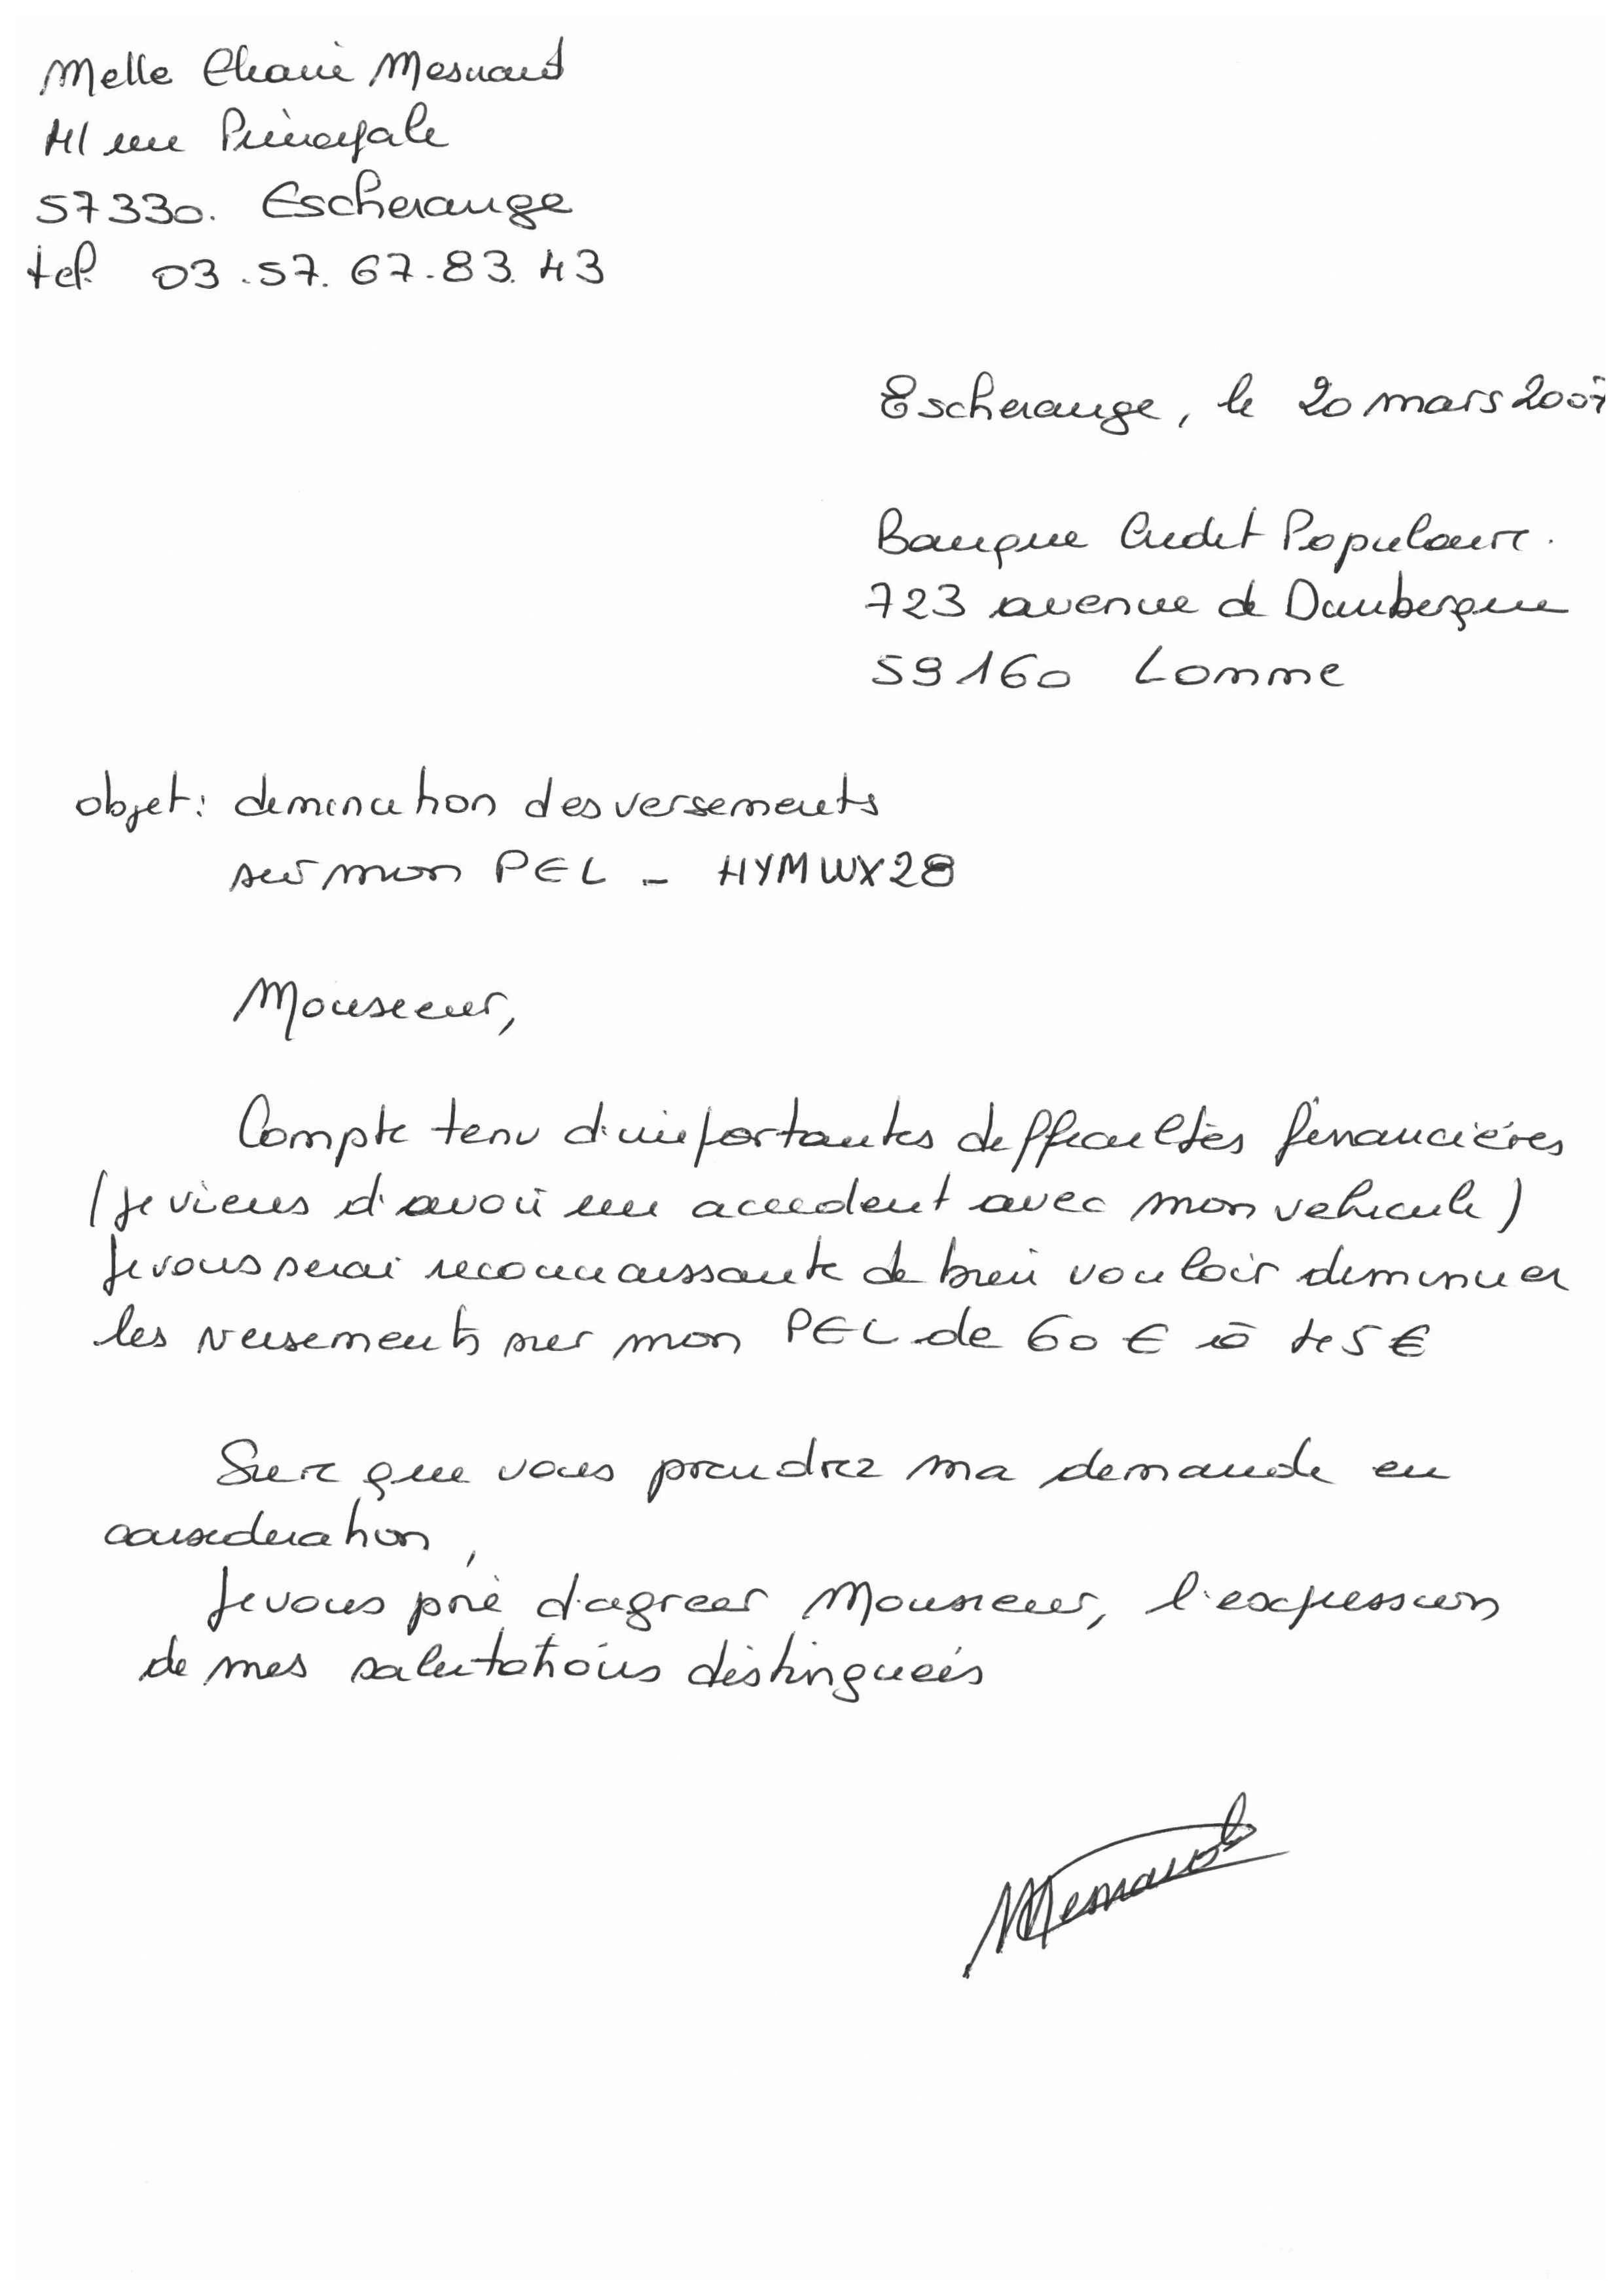 Melle Elianè Mesnard
41 rue Principale
57330. Escherange
tel 03.57.67.83.43
Escherange, le 20 mars 2007
Banque Credit Populaire.
723 avenue de Dunkerque
59160 Lomme
objet: diminution des versements
sur mon PEL - HYMWX28
Monsieur,
Compte tenu d'importantes difficultés financières
(je viens d'avoir un accident avec mon vehicule)
Je vous serai reconnaissante de bien vouloir diminuer
les versements sur mon PEL de 60 € à 45 €
Sure que vous prendrez ma demande en
consideration,
Je vous prie d'agreer Monsieur, l'expression
de mes salutations distinguées
Mesnard